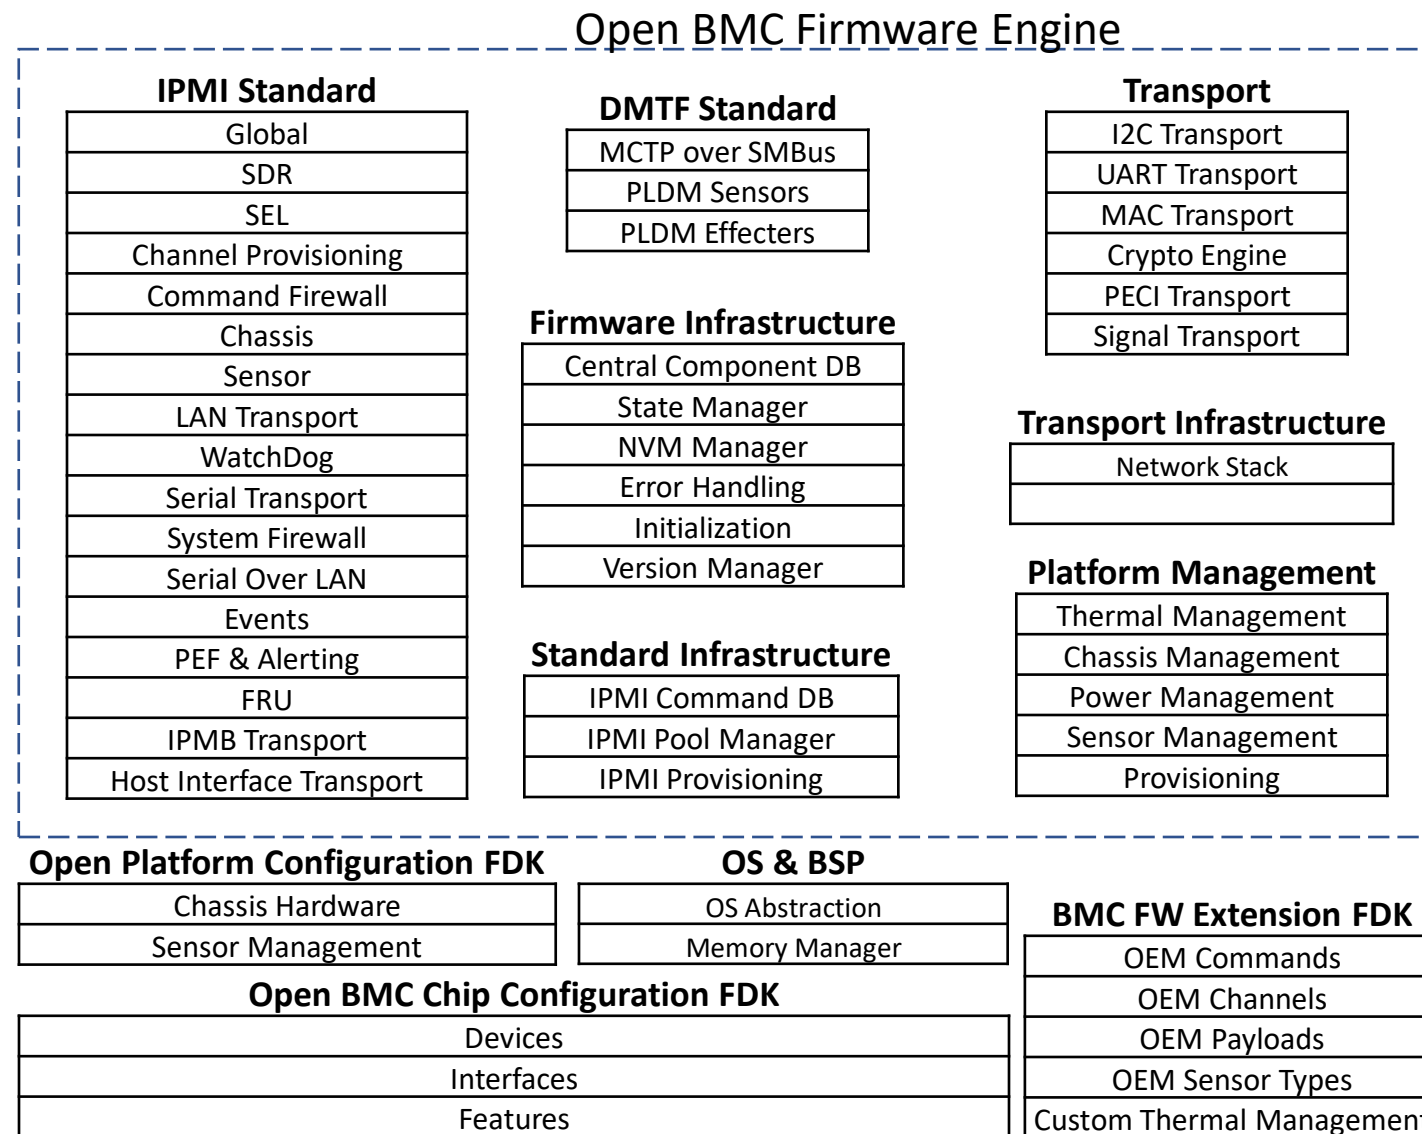 Open BMC Firmware Engine
IPMI Standard
Global
SDR
SEL
Channel Provisioning
Command Firewall
Chassis
Sensor
LAN Transport
WatchDog
Serial Transport
System Firewall
Serial Over LAN
Events
PEF & Alerting
FRU
IPMB Transport
Host Interface Transport
DMTF Standard
MCTP over SMBus
PLDM Sensors
PLDM Effecters
Firmware Infrastructure
Central Component DB
State Manager
NVM Manager
Error Handling
Initialization
Version Manager
Standard Infrastructure
IPMI Command DB
IPMI Pool Manager
IPMI Provisioning
Transport
I2C Transport
UART Transport
MAC Transport
Crypto Engine
PECI Transport
Signal Transport
Transport Infrastructure
Network Stack
Platform Management
Thermal Management
Chassis Management
Power Management
Sensor Management
Provisioning
Open Platform Configuration FDK
Chassis Hardware
Sensor Management
OS & BSP
OS Abstraction
Memory Manager
Open BMC Chip Configuration FDK
Devices
Interfaces
Features
BMC FW Extension FDK
OEM Commands
OEM Channels
OEM Payloads
OEM Sensor Types
Custom Thermal Management